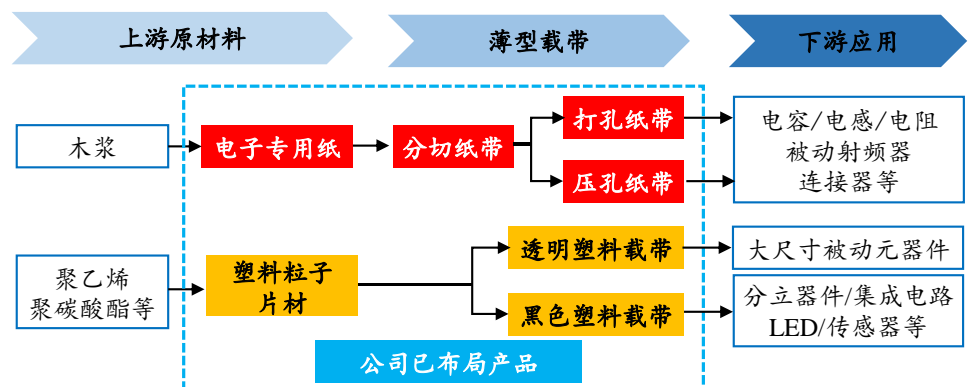 上游原材料
薄型载带
下游应用
木浆
电子专用纸
分切纸带
打孔纸带
压孔纸带
电容/电感/电阻
被动射频器
连接器等
聚乙烯
聚碳酸酯等
塑料粒子
片材
透明塑料载带
黑色塑料载带
大尺寸被动元器件
分立器件/集成电路
LED/传感器等
公司已布局产品